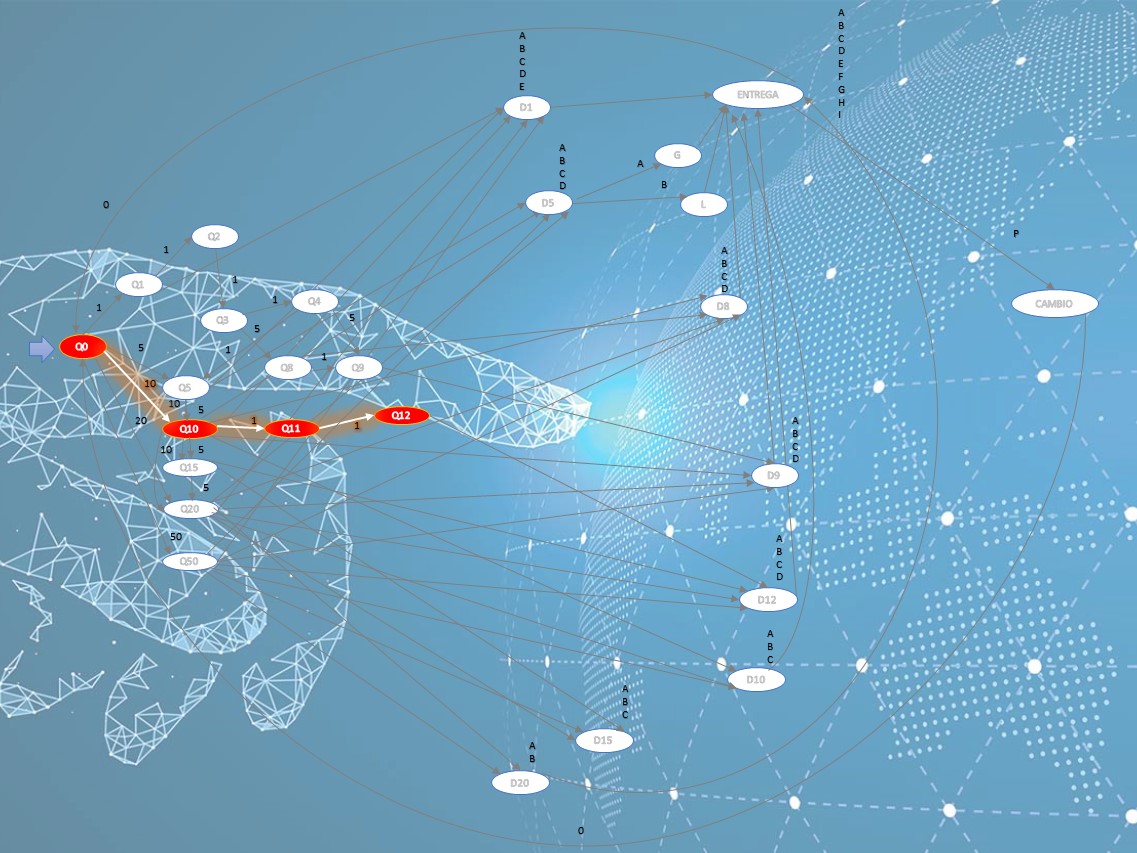 A
B
C
D
E
F
G
H
I
A
B
C
D
E
ENTREGA
D1
A
B
C
D
G
A
B
D5
L
0
P
Q2
1
A
B
C
D
1
Q1
1
Q4
D8
CAMBIO
1
Q3
5
5
Q0
5
1
Q8
1
Q9
10
Q5
10
5
20
Q10
1
Q11
1
Q12
A
B
C
D
10
5
Q15
D9
5
Q20
50
Q50
A
B
C
D
D12
A
B
C
D10
A
B
C
D15
A
B
D20
O